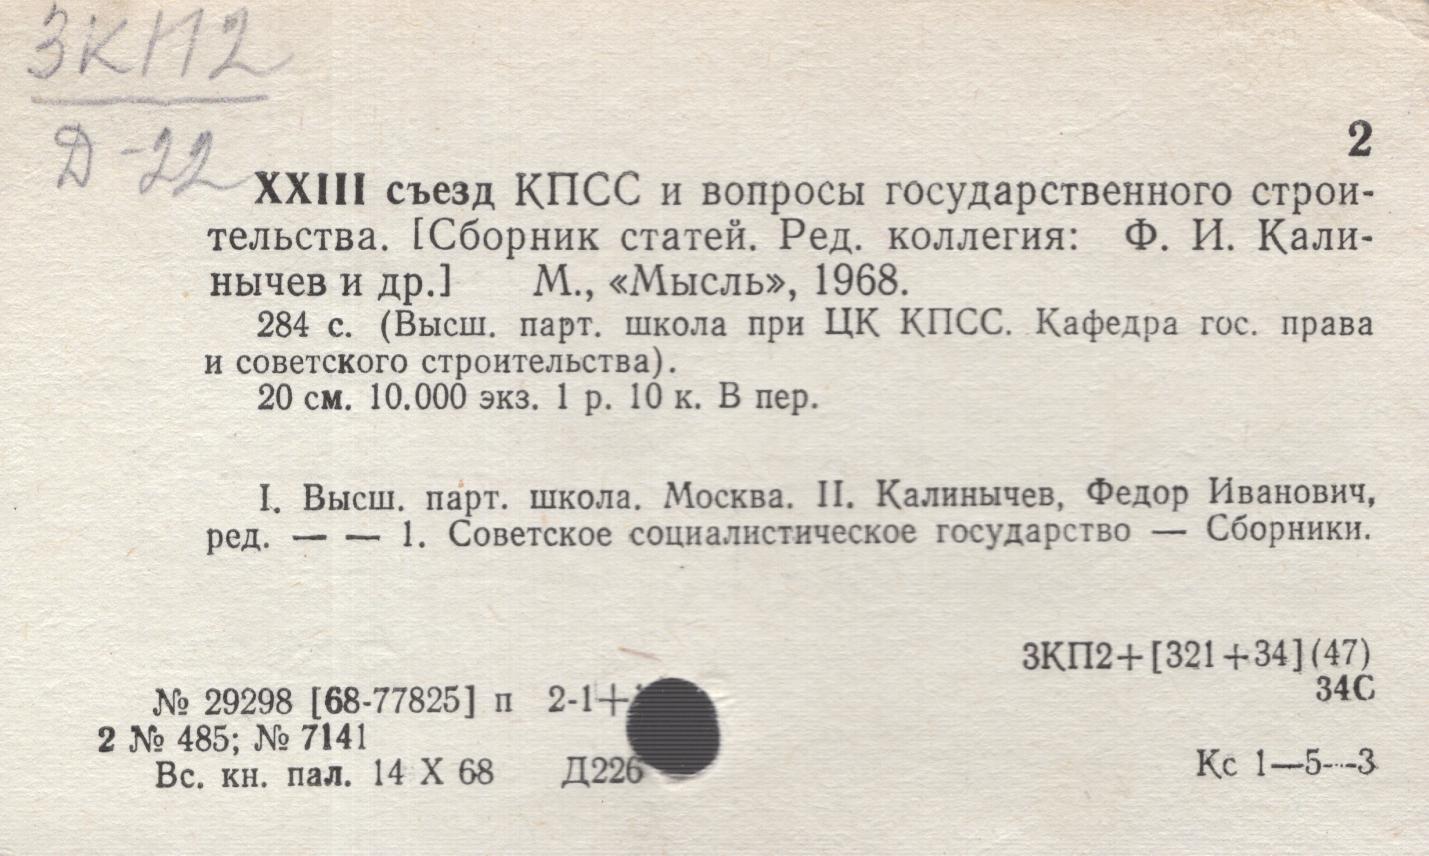 3КП2
Д-22
2
XXIII съезд КПСС и вопросы государственного строи-
тельства. [Сборник статей. Ред. коллегия: Ф. И. Кали-
нычев и др.] М., «Мысль», 1968.
284 с. (Высш. парт. школа при ЦК КПСС. Кафедра гос. права
и советского строительства).
20 см. 10.000 экз. 1 р. 10 к. В пер.
I. Высш. парт. школа. Москва. II. Калинычев, Федор Иванович,
ред. — — 1. Советское социалистическое государство — Сборники.
3КП2+[321+34](47)
34С
№ 29298 [68-77825] п 2-1+
2 № 485; № 7141
Вс. кн. пал. 14 X 68 Д226
Кс 1—5—3